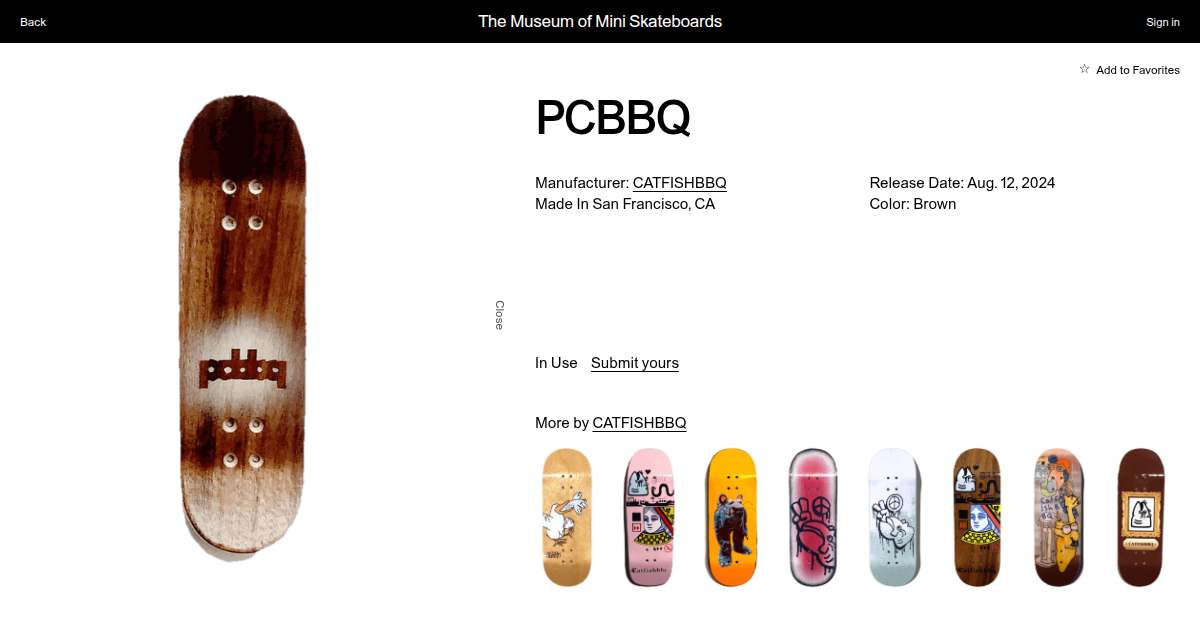 Back
The Museum of Mini Skateboards
Sign in
☆ Add to Favorites
PCBBQ
Manufacturer: CATFISHBBQ
Made In San Francisco, CA
Release Date: Aug. 12, 2024
Color: Brown
Close
In Use Submit yours
More by CATFISHBBQ